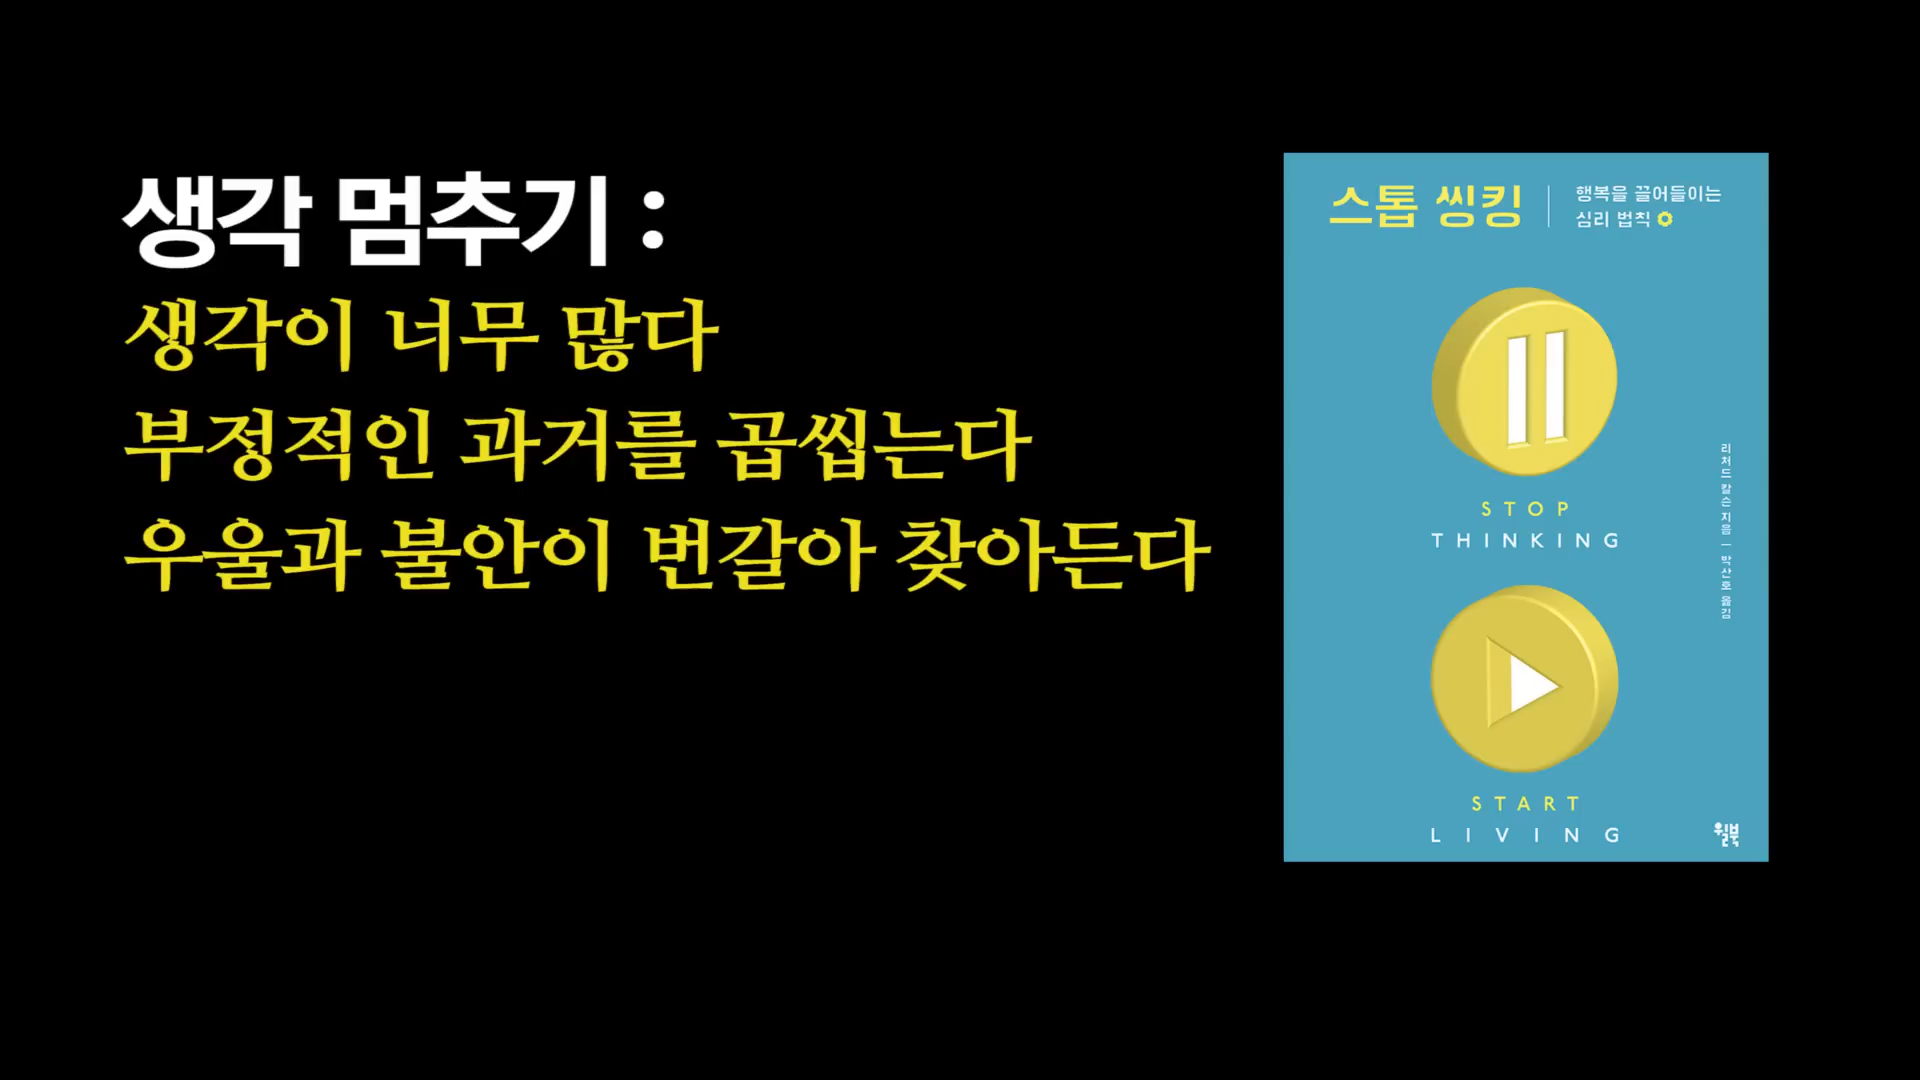 생각 멈추기 :
생각이 너무 많다
부정적인 과거를 곱씹는다
우울과 불안이 번갈아 찾아든다
스톱 씽킹
행복을 끌어들이는
심리 법칙
STOP
THINKING
START
LIVING
리처드 칼슨 지음 | 박산호 옮김
윌북